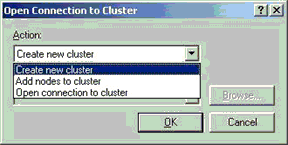 Open Connection to Cluster
Action:
Create new cluster
Create new cluster
Add nodes to cluster
Open connection to cluster
Browse...
OK
Cancel